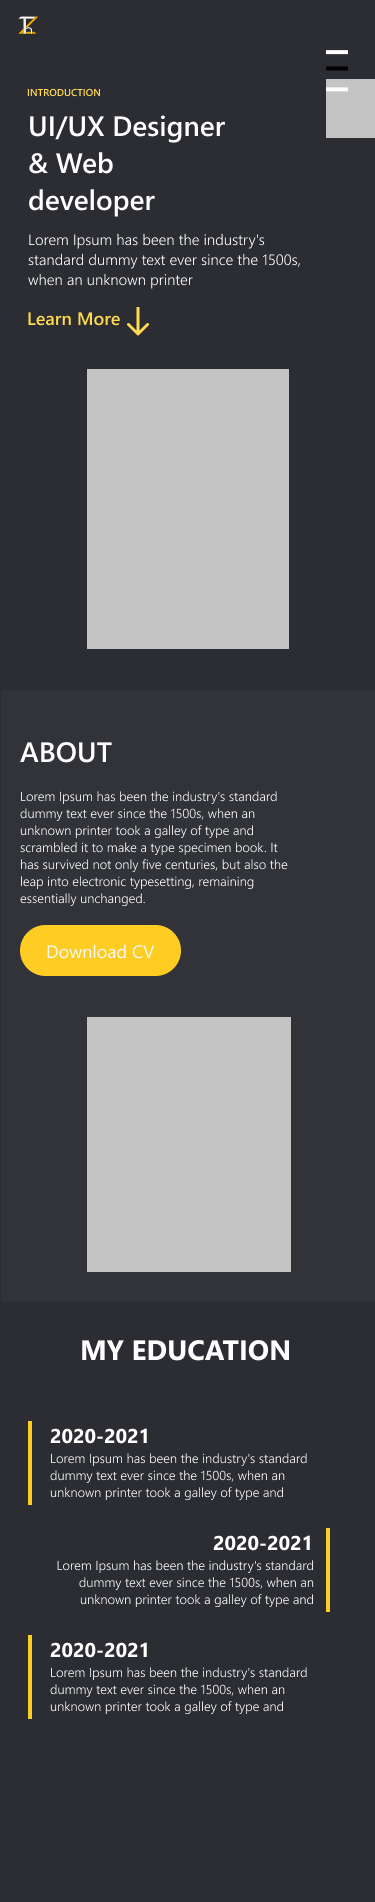 INTRODUCTION
UI/UX Designer
& Web
developer
Lorem Ipsum has been the industry's
standard dummy text ever since the 1500s,
when an unknown printer
Learn More
ABOUT
Lorem Ipsum has been the industry's standard
dummy text ever since the 1500s, when an
unknown printer took a galley of type and
scrambled it to make a type specimen book. It
has survived not only five centuries, but also the
leap into electronic typesetting, remaining
essentially unchanged.
Download CV
MY EDUCATION
2020-2021
Lorem Ipsum has been the industry's standard
dummy text ever since the 1500s, when an
unknown printer took a galley of type and
2020-2021
Lorem Ipsum has been the industry's standard
dummy text ever since the 1500s, when an
unknown printer took a galley of type and
2020-2021
Lorem Ipsum has been the industry's standard
dummy text ever since the 1500s, when an
unknown printer took a galley of type and